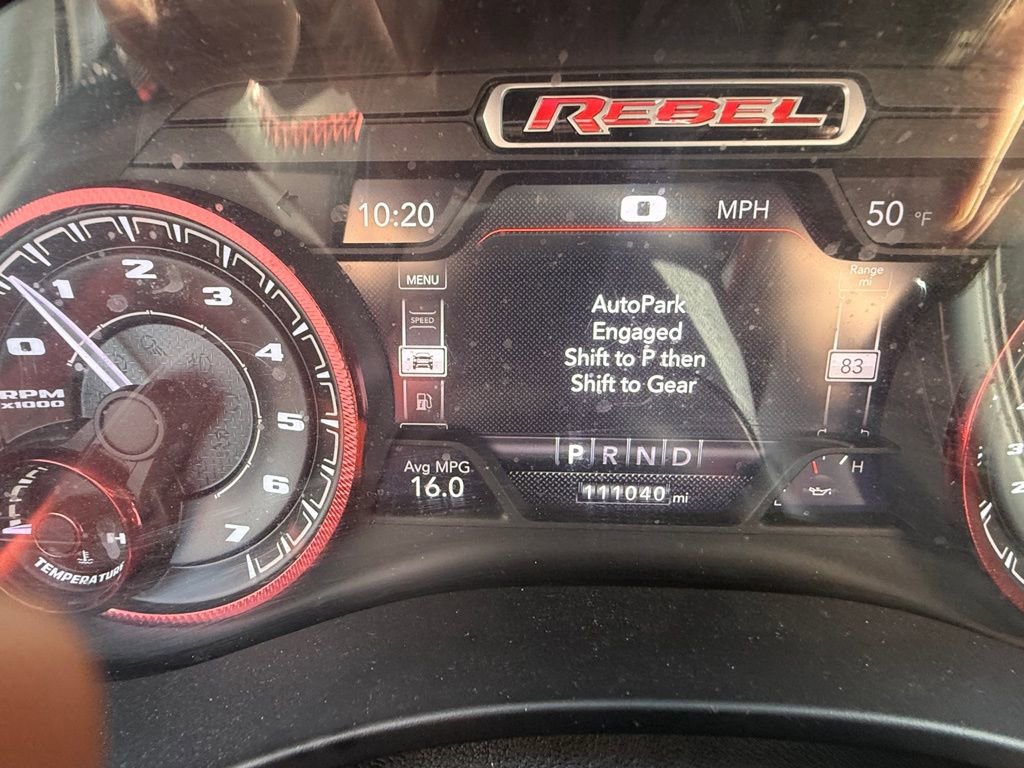 REBEL
10:20
0 MPH
50 °F
MENU
SPEED
Range
mi
83
AutoPark
Engaged
Shift to P then
Shift to Gear
P R N D
Avg MPG
16.0
111040 mi
H
0
1
2
3
4
5
6
7
RPM
x1000
H
TEMPERATURE